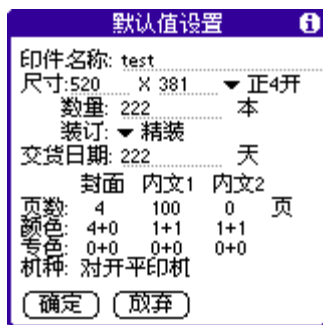 默认值设置
印件名称: test
尺寸:520 X 381 正4开
数量: 222 本
装订: 精装
交货日期: 222 天
封面 内文1 内文2
页数: 4 100 0 页
颜色: 4+0 1+1 1+1
专色: 0+0 0+0 0+0
机种: 对开平印机
确定 放弃